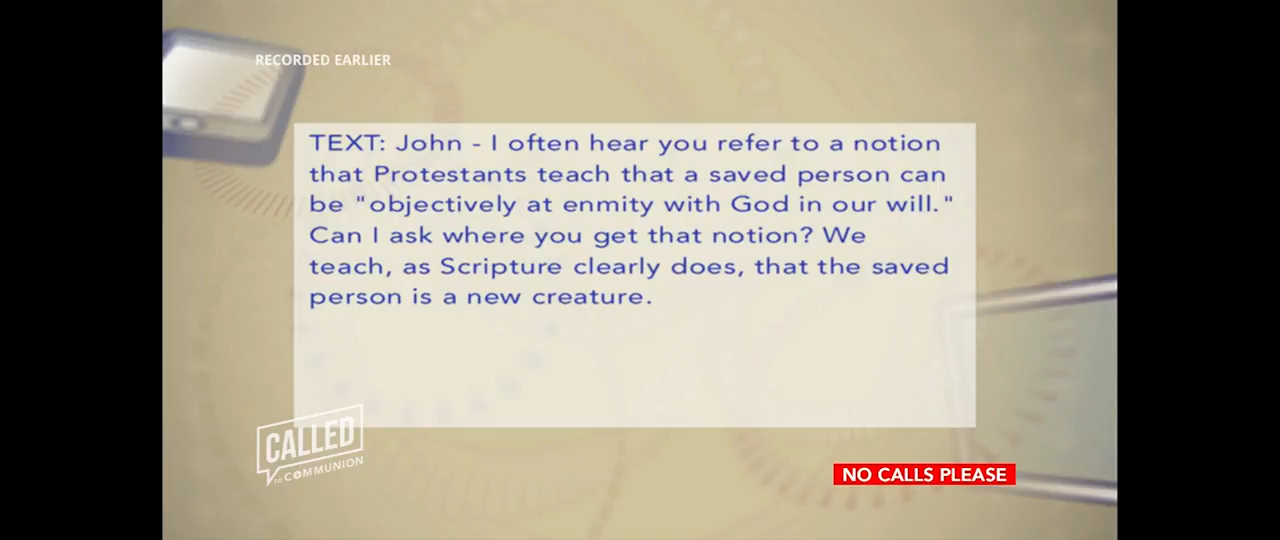 RECORDED EARLIER
TEXT: John - I often hear you refer to a notion
that Protestants teach that a saved person can
be "objectively at enmity with God in our will."
Can I ask where you get that notion? We
teach, as Scripture clearly does, that the saved
person is a new creature.
CALLED
TO COMMUNION
NO CALLS PLEASE